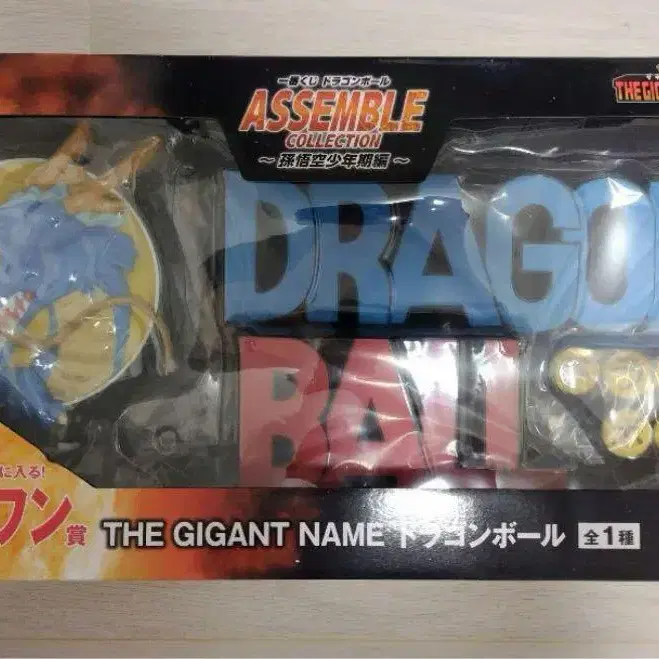 一番くじ ドラゴンボール
THE GIG
ASSEMBLE
COLLECTION
～ 孫悟空少年期編 ～
DRAGO
BALL
に入る!
ワン賞
THE GIGANT NAME ドラゴンボール 全1種